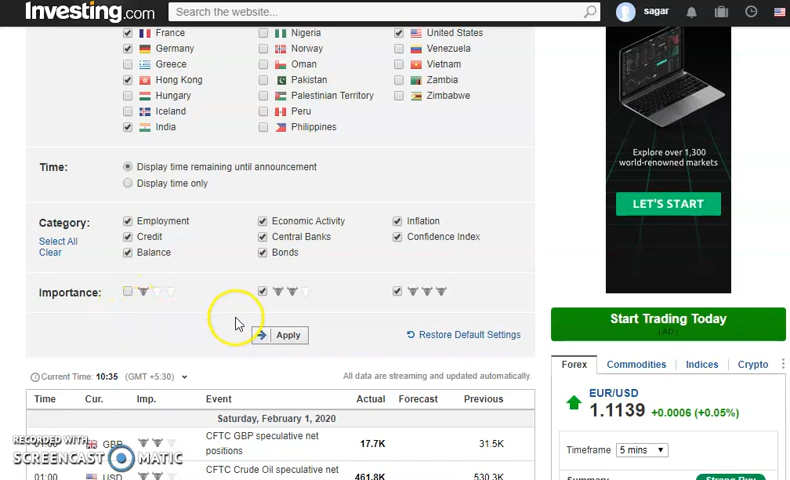 Investing.com Search the website... sagar
France Nigeria United States
Germany Norway Venezuela
Greece Oman Vietnam
Hong Kong Pakistan Zambia
Hungary Palestinian Territory Zimbabwe
Iceland Peru
India Philippines
Explore over 1,300
world-renowned markets
LET'S START
Time: Display time remaining until announcement
Display time only
Category: Employment Economic Activity Inflation
Select All Credit Central Banks Confidence Index
Clear Balance Bonds
Importance:
Apply Restore Default Settings
Start Trading Today
(AD)
Current Time: 10:35 (GMT +5:30) All data are streaming and updated automatically.
Forex Commodities Indices Crypto
Time Cur. Imp. Event Actual Forecast Previous
Saturday, February 1, 2020
01:00 GBP CFTC GBP speculative net positions 17.7K 31.5K
01:00 USD CFTC Crude Oil speculative net 461.8K 530.3K
EUR/USD
1.1139 +0.0006 (+0.05%)
Timeframe 5 mins
Summary Strong Buy
RECORDED WITH
SCREENCAST MATIC